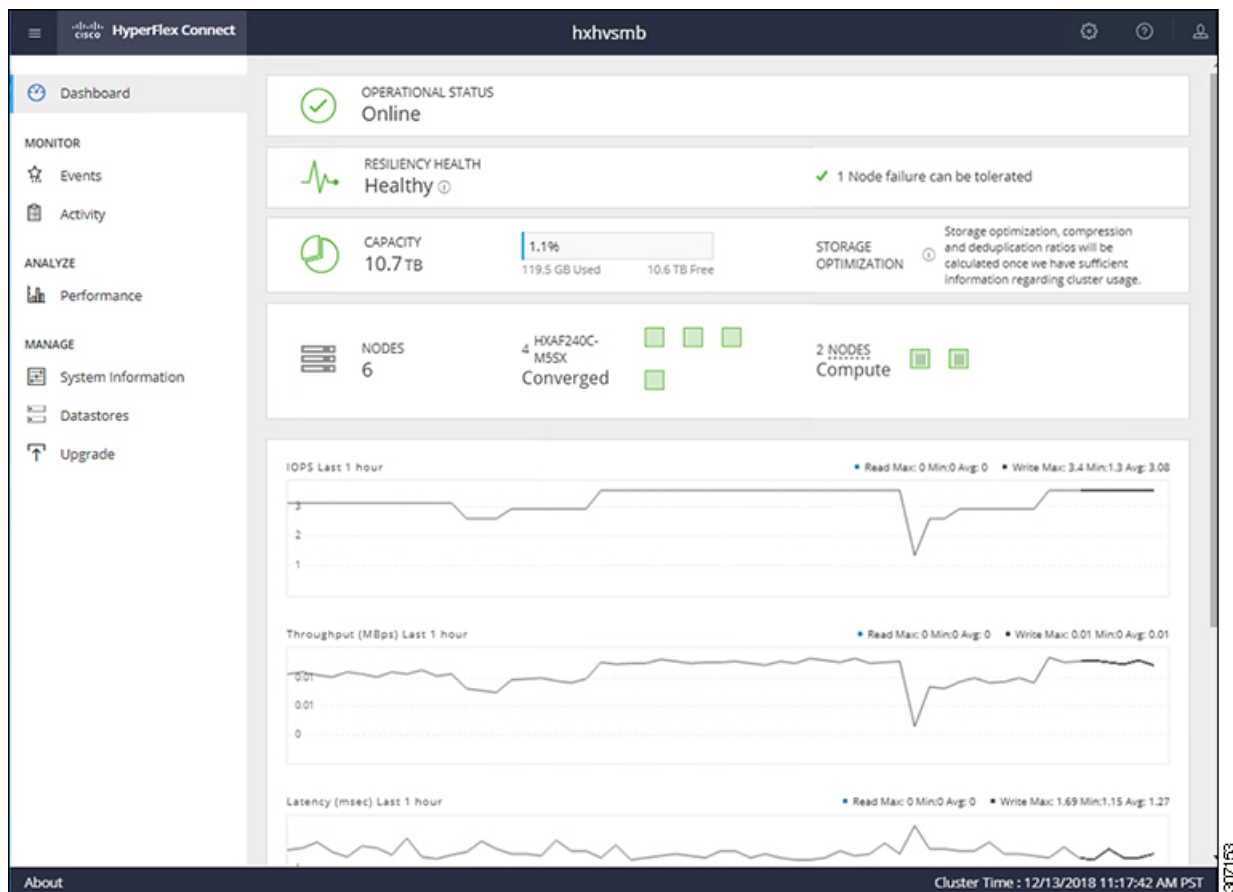 cisco HyperFlex Connect
hxhvsmb
Dashboard
MONITOR
Events
Activity
ANALYZE
Performance
MANAGE
System Information
Datastores
Upgrade
OPERATIONAL STATUS
Online
RESILIENCY HEALTH
Healthy
1 Node failure can be tolerated
CAPACITY
10.7 TB
1.1%
119.5 GB Used 10.6 TB Free
STORAGE
OPTIMIZATION
Storage optimization, compression
and deduplication ratios will be
calculated once we have sufficient
information regarding cluster usage.
NODES
6
4 HXAF240C-
M5SX
Converged
2 NODES
Compute
IOPS Last 1 hour
Read Max: 0 Min:0 Avg: 0 Write Max: 3.4 Min:1.3 Avg: 3.08
3
2
1
Throughput (MBps) Last 1 hour
Read Max: 0 Min:0 Avg: 0 Write Max: 0.01 Min:0 Avg: 0.01
0.01
0.01
0
Latency (msec) Last 1 hour
Read Max: 0 Min:0 Avg: 0 Write Max: 1.69 Min:1.15 Avg: 1.27
About
Cluster Time : 12/13/2018 11:17:42 AM PST
307153